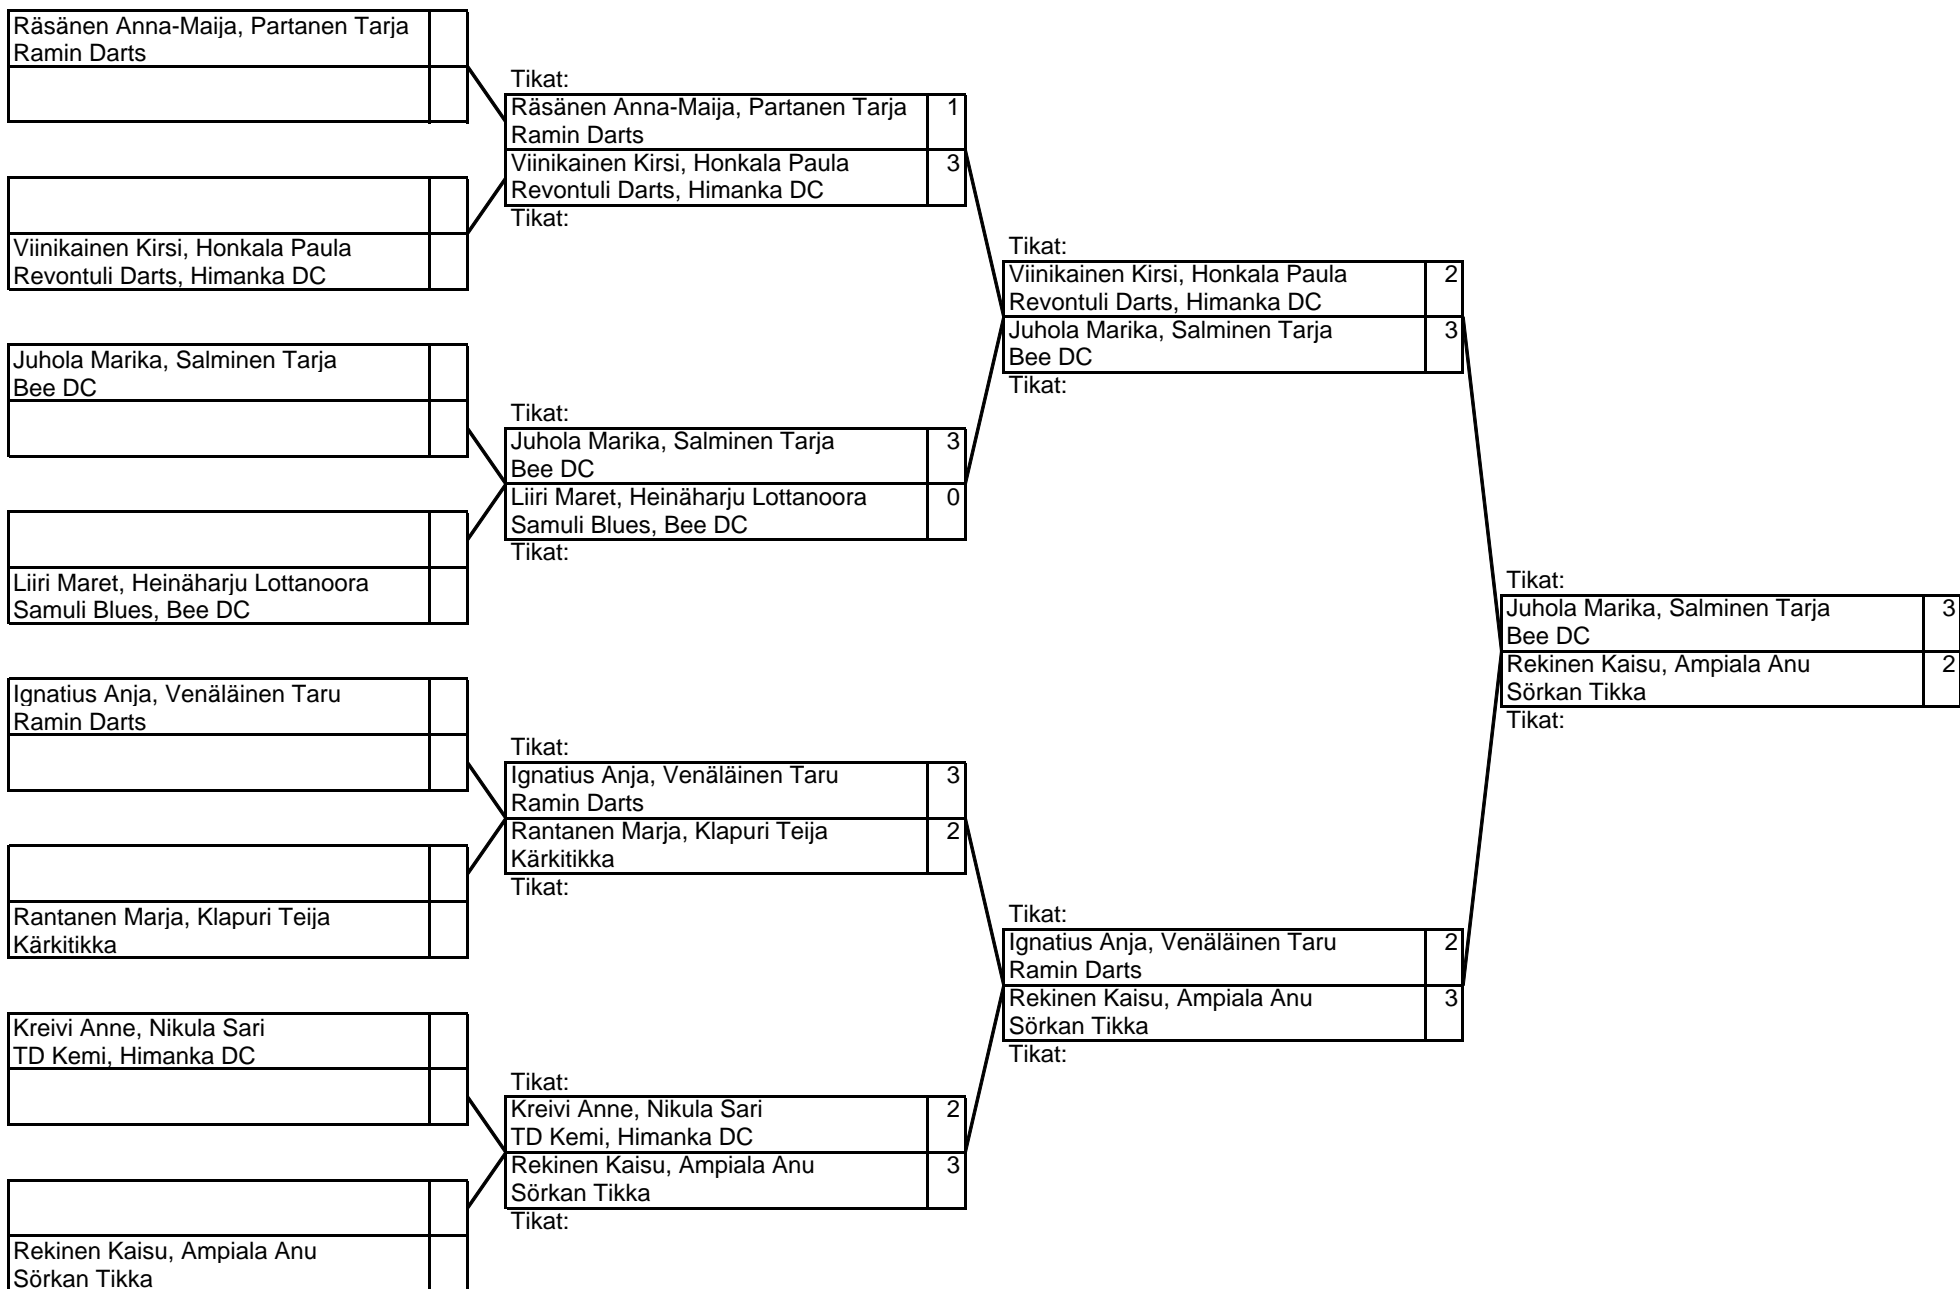 Räsänen Anna-Maija, Partanen Tarja
Ramin Darts
Viinikainen Kirsi, Honkala Paula
Revontuli Darts, Himanka DC
Juhola Marika, Salminen Tarja
Bee DC
Liiri Maret, Heinäharju Lottanoora
Samuli Blues, Bee DC
Ignatius Anja, Venäläinen Taru
Ramin Darts
Rantanen Marja, Klapuri Teija
Kärkitikka
Kreivi Anne, Nikula Sari
TD Kemi, Himanka DC
Rekinen Kaisu, Ampiala Anu
Sörkan Tikka
Tikat:
Räsänen Anna-Maija, Partanen Tarja 1
Ramin Darts
Viinikainen Kirsi, Honkala Paula 3
Revontuli Darts, Himanka DC
Tikat:
Tikat:
Juhola Marika, Salminen Tarja 3
Bee DC
Liiri Maret, Heinäharju Lottanoora 0
Samuli Blues, Bee DC
Tikat:
Tikat:
Ignatius Anja, Venäläinen Taru 3
Ramin Darts
Rantanen Marja, Klapuri Teija 2
Kärkitikka
Tikat:
Tikat:
Kreivi Anne, Nikula Sari 2
TD Kemi, Himanka DC
Rekinen Kaisu, Ampiala Anu 3
Sörkan Tikka
Tikat:
Tikat:
Viinikainen Kirsi, Honkala Paula 2
Revontuli Darts, Himanka DC
Juhola Marika, Salminen Tarja 3
Bee DC
Tikat:
Tikat:
Ignatius Anja, Venäläinen Taru 2
Ramin Darts
Rekinen Kaisu, Ampiala Anu 3
Sörkan Tikka
Tikat:
Tikat:
Juhola Marika, Salminen Tarja 3
Bee DC
Rekinen Kaisu, Ampiala Anu 2
Sörkan Tikka
Tikat: